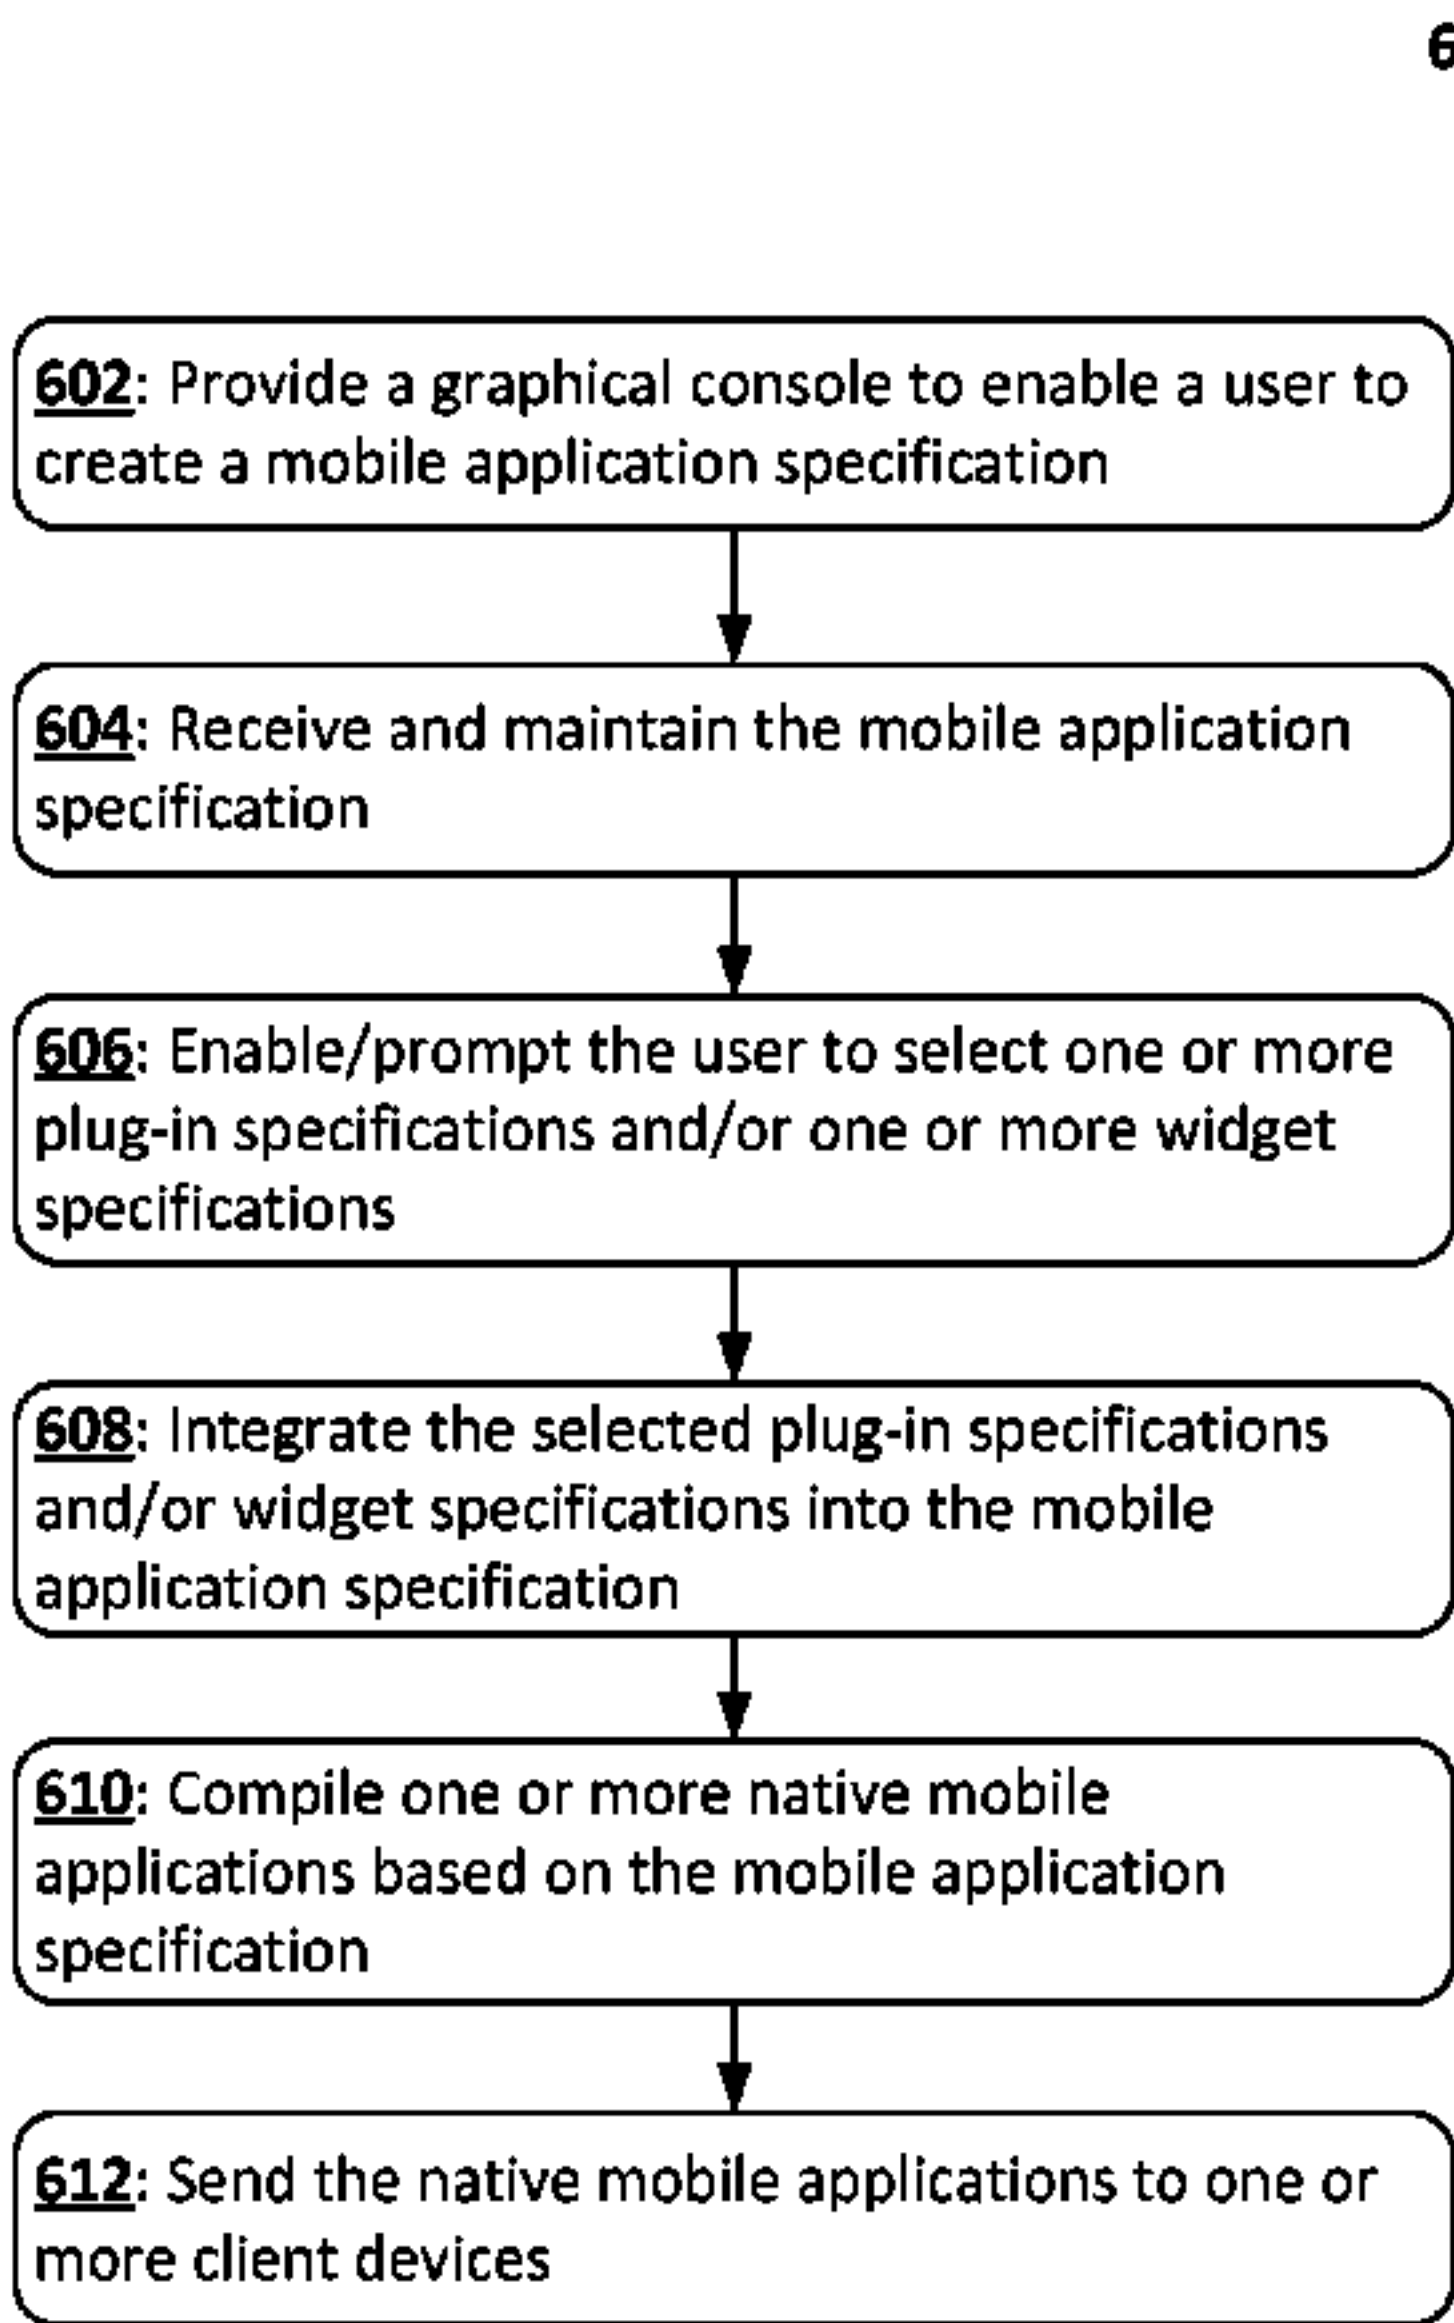 6
602: Provide a graphical console to enable a user to
create a mobile application specification
604: Receive and maintain the mobile application
specification
606: Enable/prompt the user to select one or more
plug-in specifications and/or one or more widget
specifications
608: Integrate the selected plug-in specifications
and/or widget specifications into the mobile
application specification
610: Compile one or more native mobile
applications based on the mobile application
specification
612: Send the native mobile applications to one or
more client devices